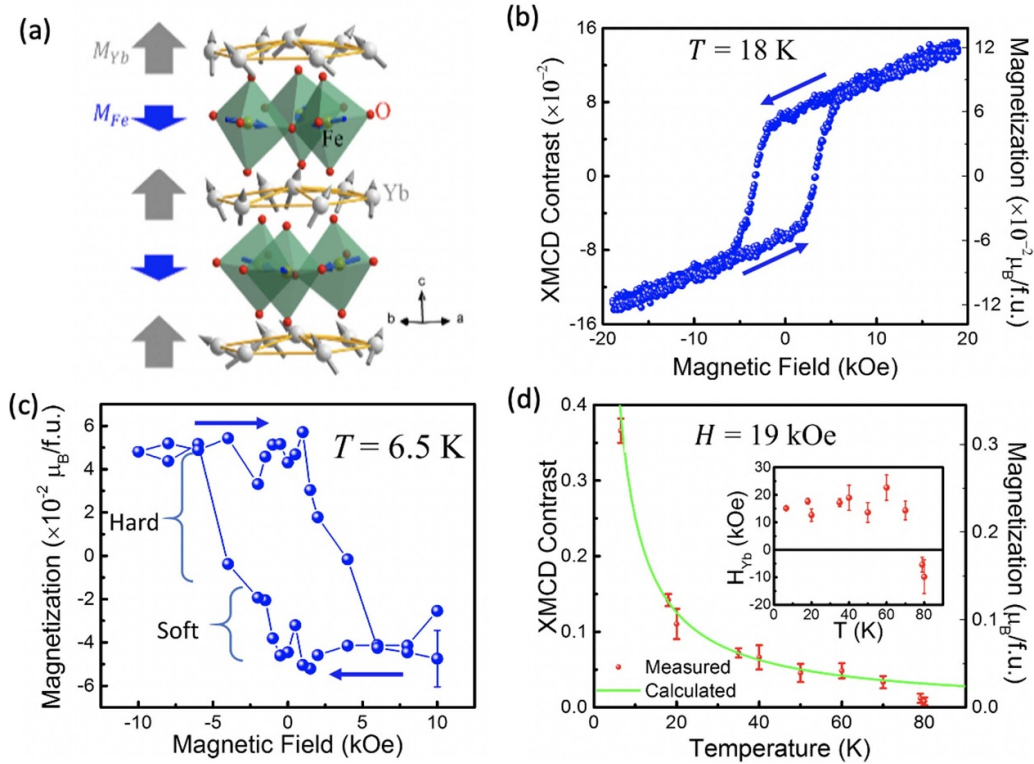 (a)
M_Yb
M_Fe
O
Fe
Yb
c
b
a
(b)
T = 18 K
XMCD Contrast (×10⁻²)
16
8
0
-8
-16
Magnetization (×10⁻²μ_B/f.u.)
12
6
0
-6
-12
-20
-10
0
10
20
Magnetic Field (kOe)
(c)
T = 6.5 K
Magnetization (×10⁻² μ_B/f.u.)
6
4
2
0
-2
-4
-6
Hard
Soft
-10
-5
0
5
10
Magnetic Field (kOe)
(d)
H = 19 kOe
XMCD Contrast
0.4
0.3
0.2
0.1
0.0
Magnetization (μ_B/f.u.)
0.3
0.2
0.1
0.0
H_Yb (kOe)
30
20
10
0
-10
-20
0
20
40
60
80
T (K)
Measured
Calculated
0
20
40
60
80
Temperature (K)